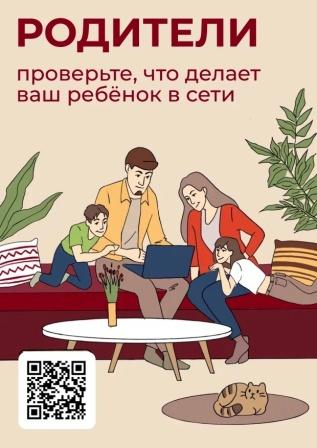 РОДИТЕЛИ
проверьте, что делает
ваш ребёнок в сети